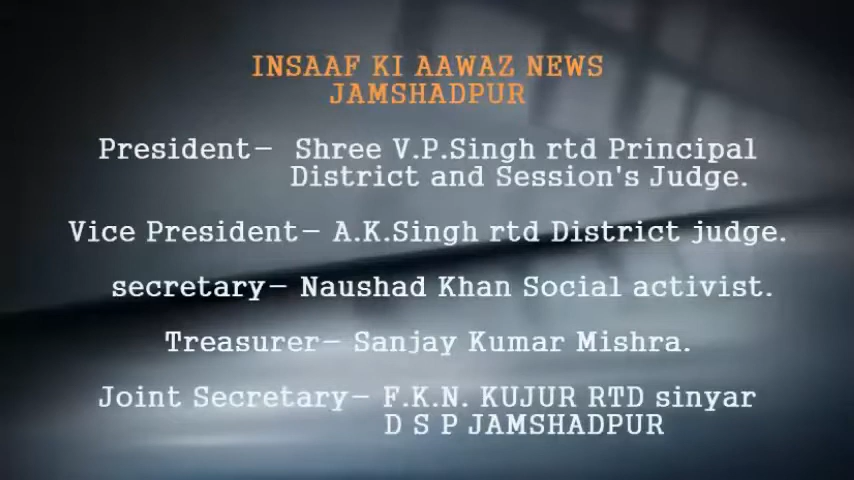 INSAAF KI AAWAZ NEWS
JAMSHADPUR
President- Shree V.P.Singh rtd Principal
District and Session's Judge.
Vice President- A.K.Singh rtd District judge.
secretary- Naushad Khan Social activist.
Treasurer- Sanjay Kumar Mishra.
Joint Secretary- F.K.N. KUJUR RTD sinyar
D S P JAMSHADPUR